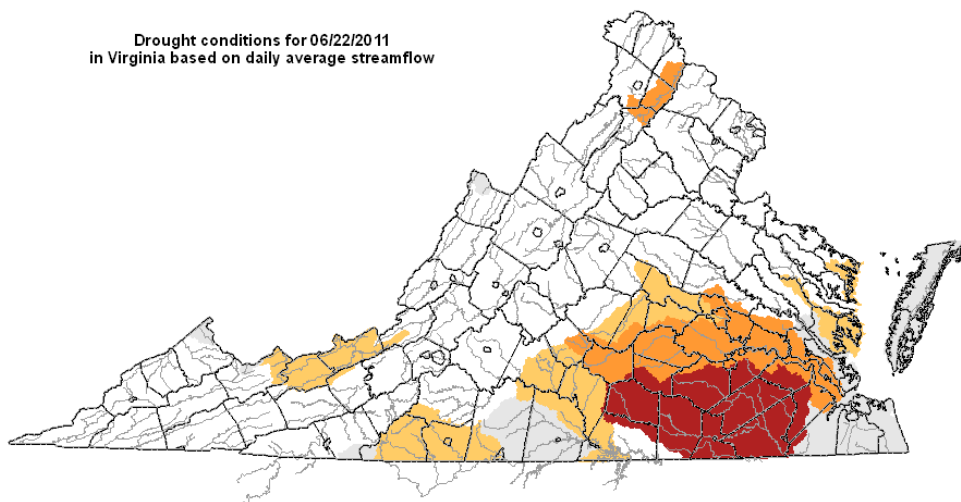 Drought conditions for 06/22/2011
in Virginia based on daily average streamflow